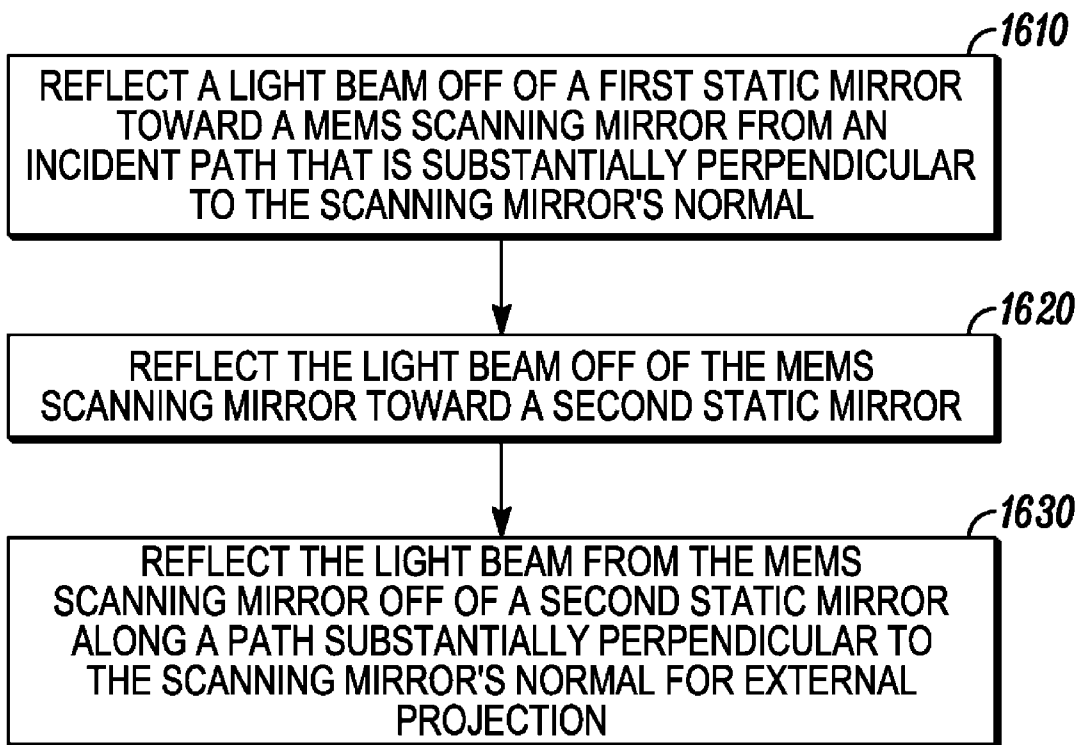 1610
REFLECT A LIGHT BEAM OFF OF A FIRST STATIC MIRROR
TOWARD A MEMS SCANNING MIRROR FROM AN
INCIDENT PATH THAT IS SUBSTANTIALLY PERPENDICULAR
TO THE SCANNING MIRROR'S NORMAL
1620
REFLECT THE LIGHT BEAM OFF OF THE MEMS
SCANNING MIRROR TOWARD A SECOND STATIC MIRROR
1630
REFLECT THE LIGHT BEAM FROM THE MEMS
SCANNING MIRROR OFF OF A SECOND STATIC MIRROR
ALONG A PATH SUBSTANTIALLY PERPENDICULAR TO
THE SCANNING MIRROR'S NORMAL FOR EXTERNAL
PROJECTION